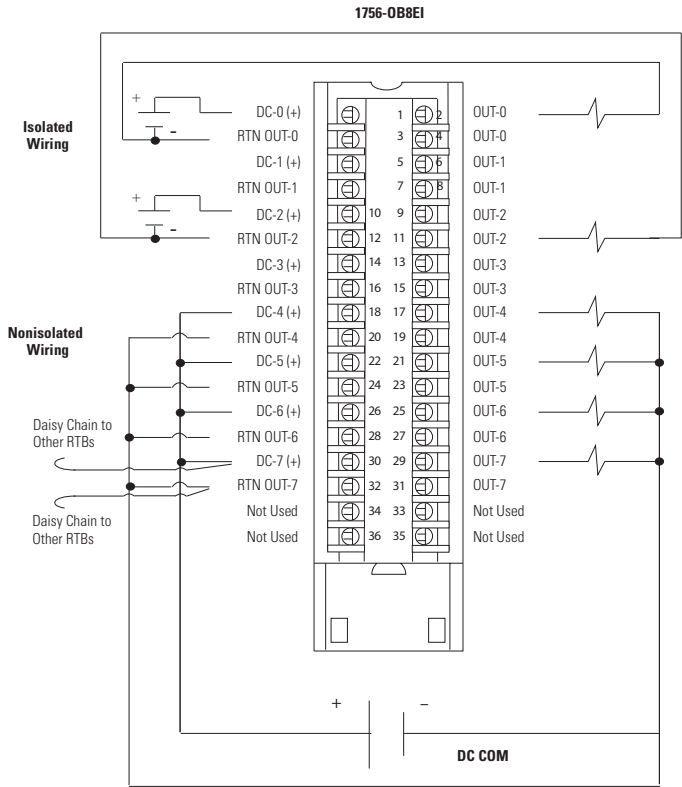 1756-OB8EI
Isolated
Wiring
+
-
DC-0 (+) 1 2 OUT-0
RTN OUT-0 3 4 OUT-0
DC-1 (+) 5 6 OUT-1
RTN OUT-1 7 8 OUT-1
+
-
DC-2 (+) 10 9 OUT-2
RTN OUT-2 12 11 OUT-2
DC-3 (+) 14 13 OUT-3
RTN OUT-3 16 15 OUT-3
Nonisolated
Wiring
DC-4 (+) 18 17 OUT-4
RTN OUT-4 20 19 OUT-4
DC-5 (+) 22 21 OUT-5
RTN OUT-5 24 23 OUT-5
DC-6 (+) 26 25 OUT-6
RTN OUT-6 28 27 OUT-6
DC-7 (+) 30 29 OUT-7
RTN OUT-7 32 31 OUT-7
Not Used 34 33 Not Used
Not Used 36 35 Not Used
Daisy Chain to
Other RTBs
Daisy Chain to
Other RTBs
+ –
DC COM